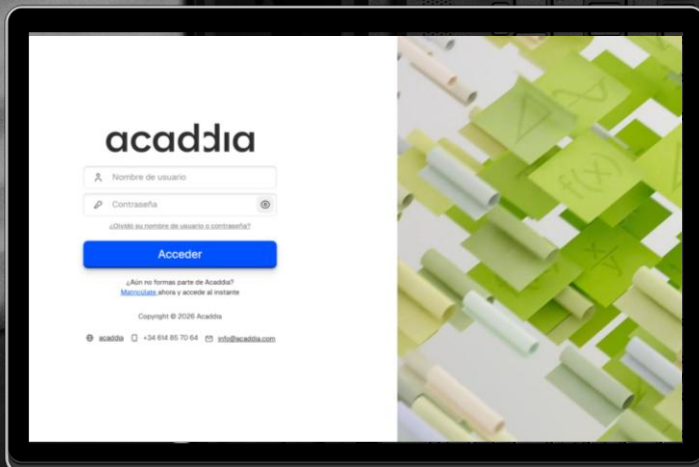 acaddia
Nombre de usuario
Contraseña
¿Olvidó su nombre de usuario o contraseña?
Acceder
¿Aún no formas parte de Acaddia?
Matricúlate ahora y accede al instante
Copyright © 2026 Acaddia
acaddia +34 614 85 70 64 info@acaddia.com
f(x)
x
y